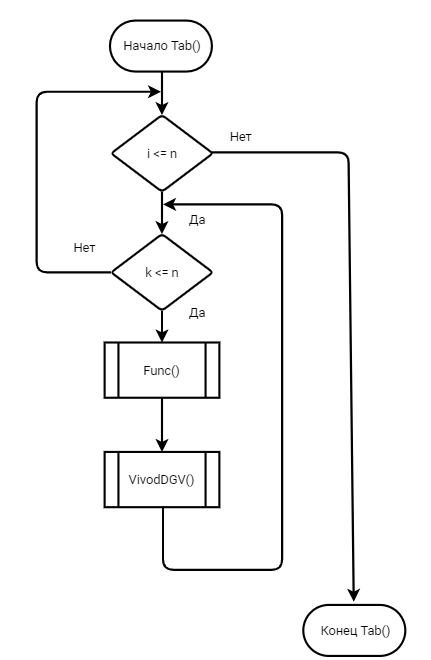 Начало Tab()
Нет
i <= n
Да
Нет
k <= n
Да
Func()
VivodDGV()
Конец Tab()